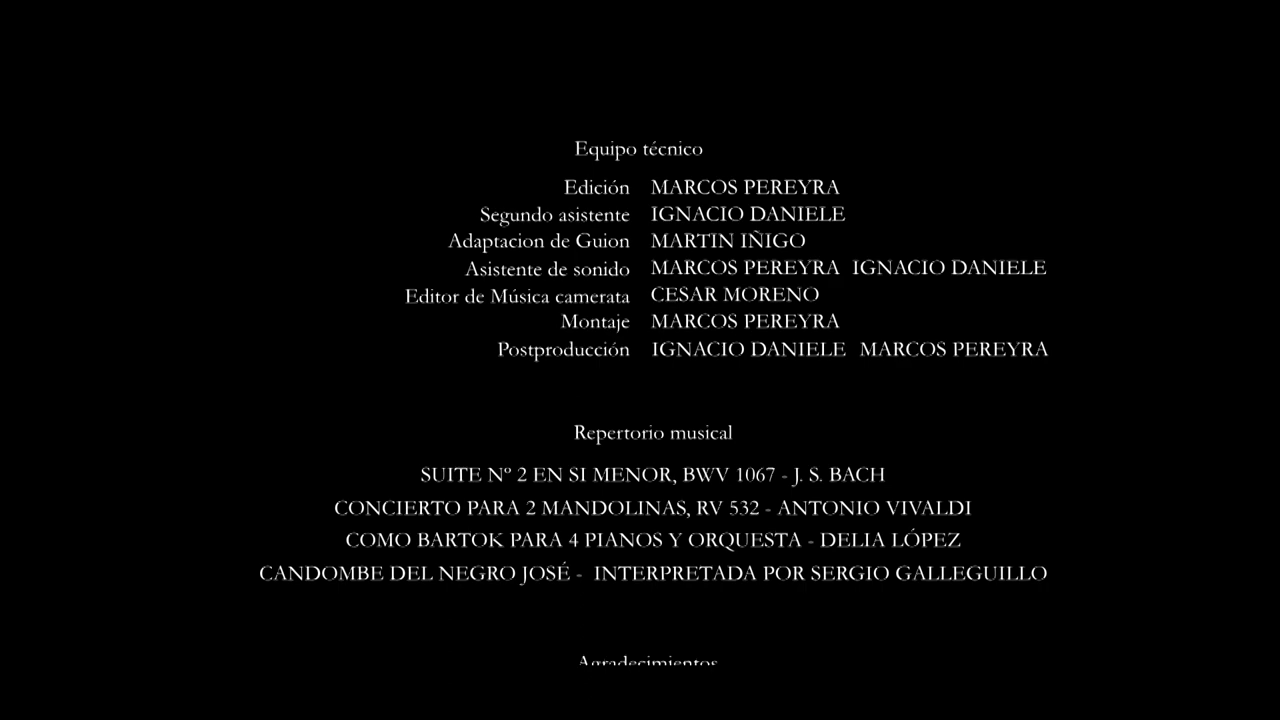 Equipo técnico
Edición MARCOS PEREYRA
Segundo asistente IGNACIO DANIELE
Adaptacion de Guion MARTIN IÑIGO
Asistente de sonido MARCOS PEREYRA IGNACIO DANIELE
Editor de Música camerata CESAR MORENO
Montaje MARCOS PEREYRA
Postproducción IGNACIO DANIELE MARCOS PEREYRA
Repertorio musical
SUITE Nº 2 EN SI MENOR, BWV 1067 - J. S. BACH
CONCIERTO PARA 2 MANDOLINAS, RV 532 - ANTONIO VIVALDI
COMO BARTOK PARA 4 PIANOS Y ORQUESTA - DELIA LÓPEZ
CANDOMBE DEL NEGRO JOSÉ - INTERPRETADA POR SERGIO GALLEGUILLO
Agradecimientos